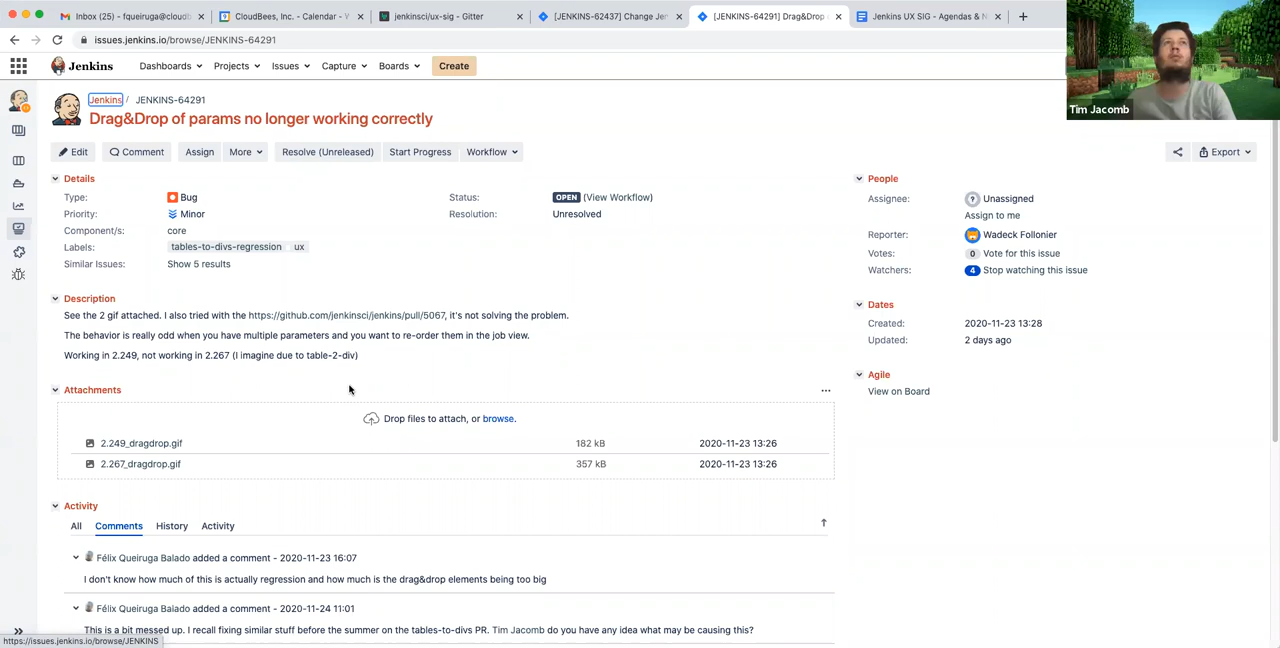 Inbox (25) - fqueiruga@cloudb
CloudBees, Inc. - Calendar - W
jenkinsci/ux-sig - Gitter
[JENKINS-62437] Change Jen
[JENKINS-64291] Drag&Drop
Jenkins UX SIG - Agendas & N
issues.jenkins.io/browse/JENKINS-64291
Jenkins
Dashboards
Projects
Issues
Capture
Boards
Create
Tim Jacomb
Jenkins / JENKINS-64291
Drag&Drop of params no longer working correctly
Edit
Comment
Assign
More
Resolve (Unreleased)
Start Progress
Workflow
Export
Details
Type: Bug
Status: OPEN (View Workflow)
Priority: Minor
Resolution: Unresolved
Component/s: core
Labels: tables-to-divs-regression ux
Similar Issues: Show 5 results
People
Assignee: Unassigned
Assign to me
Reporter: Wadeck Follonier
Votes: 0 Vote for this issue
Watchers: 4 Stop watching this issue
Description
See the 2 gif attached. I also tried with the https://github.com/jenkinsci/jenkins/pull/5067, it's not solving the problem.
The behavior is really odd when you have multiple parameters and you want to re-order them in the job view.
Working in 2.249, not working in 2.267 (I imagine due to table-2-div)
Dates
Created: 2020-11-23 13:28
Updated: 2 days ago
Agile
View on Board
Attachments
Drop files to attach, or browse.
2.249_dragdrop.gif 182 kB 2020-11-23 13:26
2.267_dragdrop.gif 357 kB 2020-11-23 13:26
Activity
All Comments History Activity
Félix Queiruga Balado added a comment - 2020-11-23 16:07
I don't know how much of this is actually regression and how much is the drag&drop elements being too big
Félix Queiruga Balado added a comment - 2020-11-24 11:01
This is a bit messed up. I recall fixing similar stuff before the summer on the tables-to-divs PR. Tim Jacomb do you have any idea what may be causing this?
https://issues.jenkins.io/browse/JENKINS